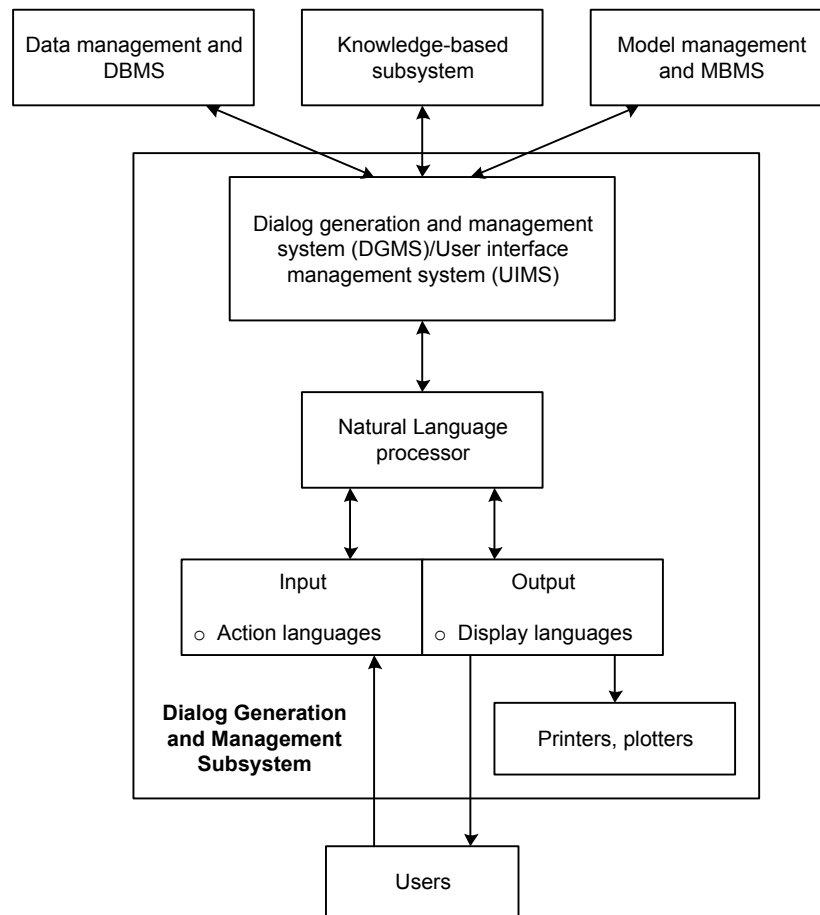 Data management and
DBMS
Knowledge-based
subsystem
Model management
and MBMS
Dialog generation and management
system (DGMS)/User interface
management system (UIMS)
Natural Language
processor
Input
○ Action languages
Output
○ Display languages
Dialog Generation
and Management
Subsystem
Printers, plotters
Users